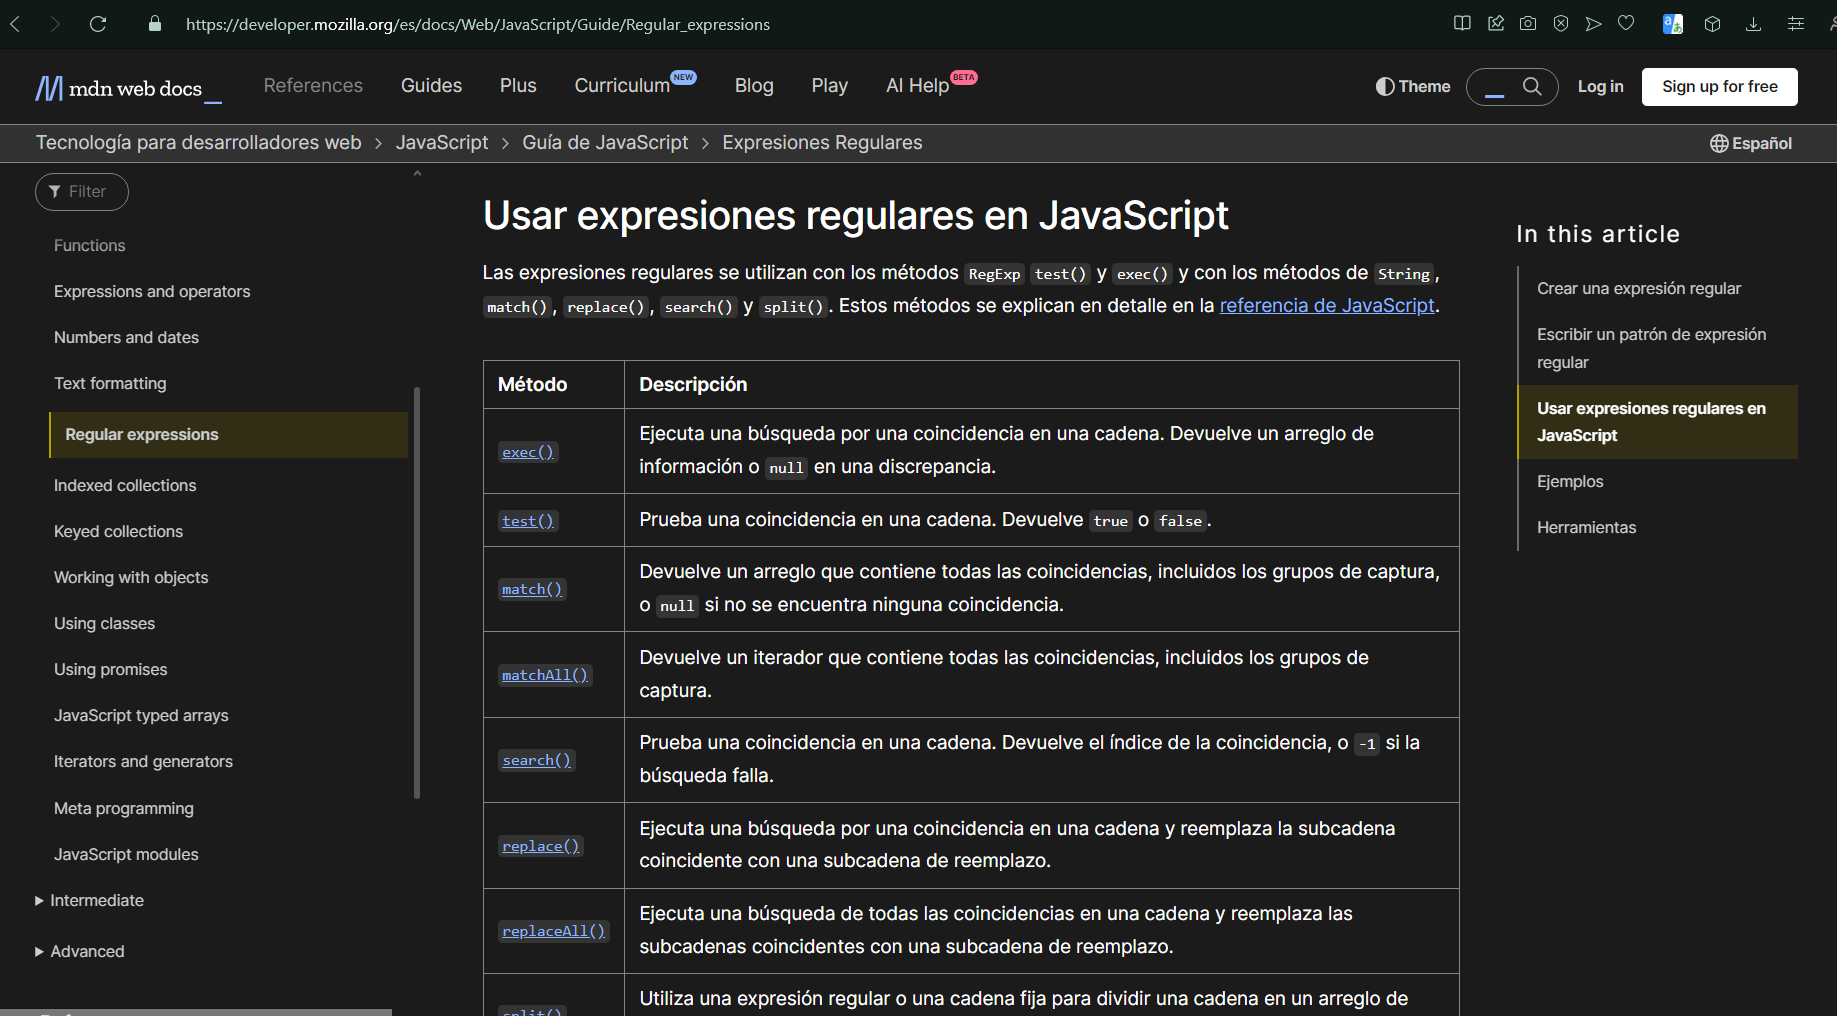 https://developer.mozilla.org/es/docs/Web/JavaScript/Guide/Regular_expressions
mdn web docs_
References
Guides
Plus
Curriculum NEW
Blog
Play
AI Help BETA
Theme
Log in
Sign up for free
Tecnología para desarrolladores web > JavaScript > Guía de JavaScript > Expresiones Regulares
Español
Filter
Functions
Expressions and operators
Numbers and dates
Text formatting
Regular expressions
Indexed collections
Keyed collections
Working with objects
Using classes
Using promises
JavaScript typed arrays
Iterators and generators
Meta programming
JavaScript modules
Intermediate
Advanced
Usar expresiones regulares en JavaScript
Las expresiones regulares se utilizan con los métodos RegExp test() y exec() y con los métodos de String,
match(), replace(), search() y split(). Estos métodos se explican en detalle en la referencia de JavaScript.
Método
Descripción
exec()
Ejecuta una búsqueda por una coincidencia en una cadena. Devuelve un arreglo de
información o null en una discrepancia.
test()
Prueba una coincidencia en una cadena. Devuelve true o false.
match()
Devuelve un arreglo que contiene todas las coincidencias, incluidos los grupos de captura,
o null si no se encuentra ninguna coincidencia.
matchAll()
Devuelve un iterador que contiene todas las coincidencias, incluidos los grupos de
captura.
search()
Prueba una coincidencia en una cadena. Devuelve el índice de la coincidencia, o -1 si la
búsqueda falla.
replace()
Ejecuta una búsqueda por una coincidencia en una cadena y reemplaza la subcadena
coincidente con una subcadena de reemplazo.
replaceAll()
Ejecuta una búsqueda de todas las coincidencias en una cadena y reemplaza las
subcadenas coincidentes con una subcadena de reemplazo.
split()
Utiliza una expresión regular o una cadena fija para dividir una cadena en un arreglo de
In this article
Crear una expresión regular
Escribir un patrón de expresión
regular
Usar expresiones regulares en
JavaScript
Ejemplos
Herramientas